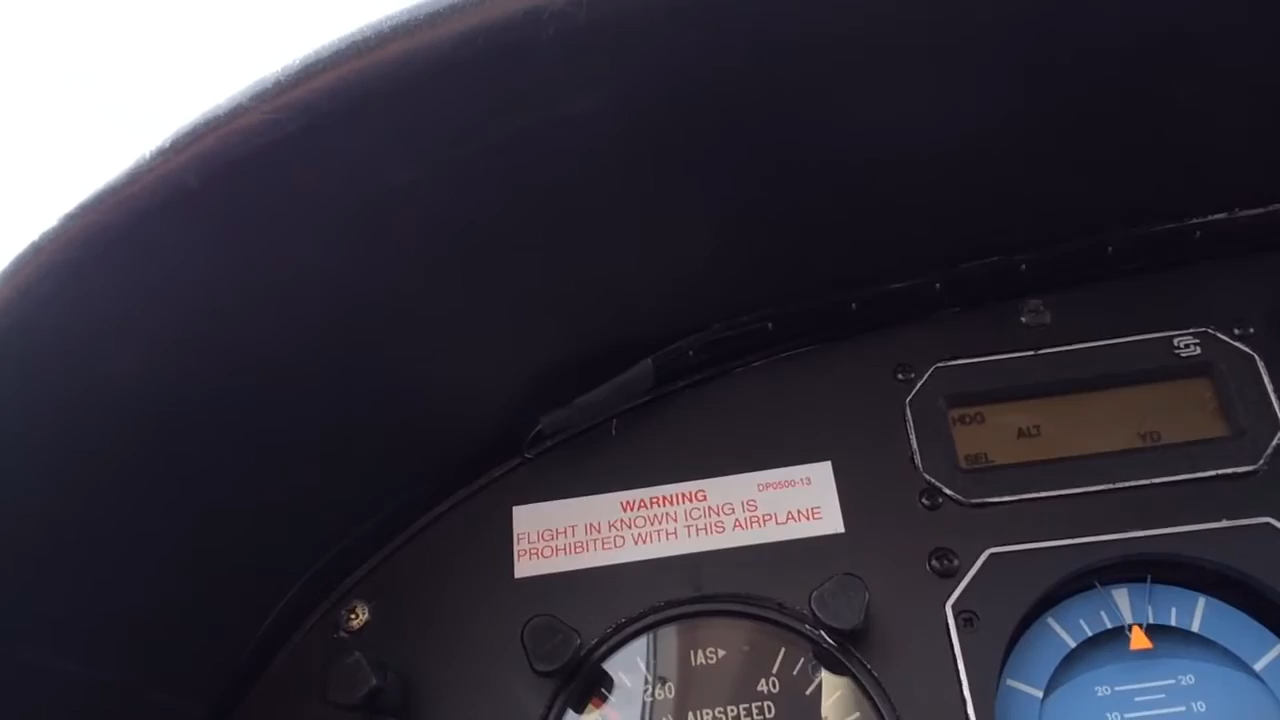 HDG
ALT
YD
SEL
WARNING DP0500-13
FLIGHT IN KNOWN ICING IS
PROHIBITED WITH THIS AIRPLANE
IAS
260 40
AIRSPEED
20 20
10 10